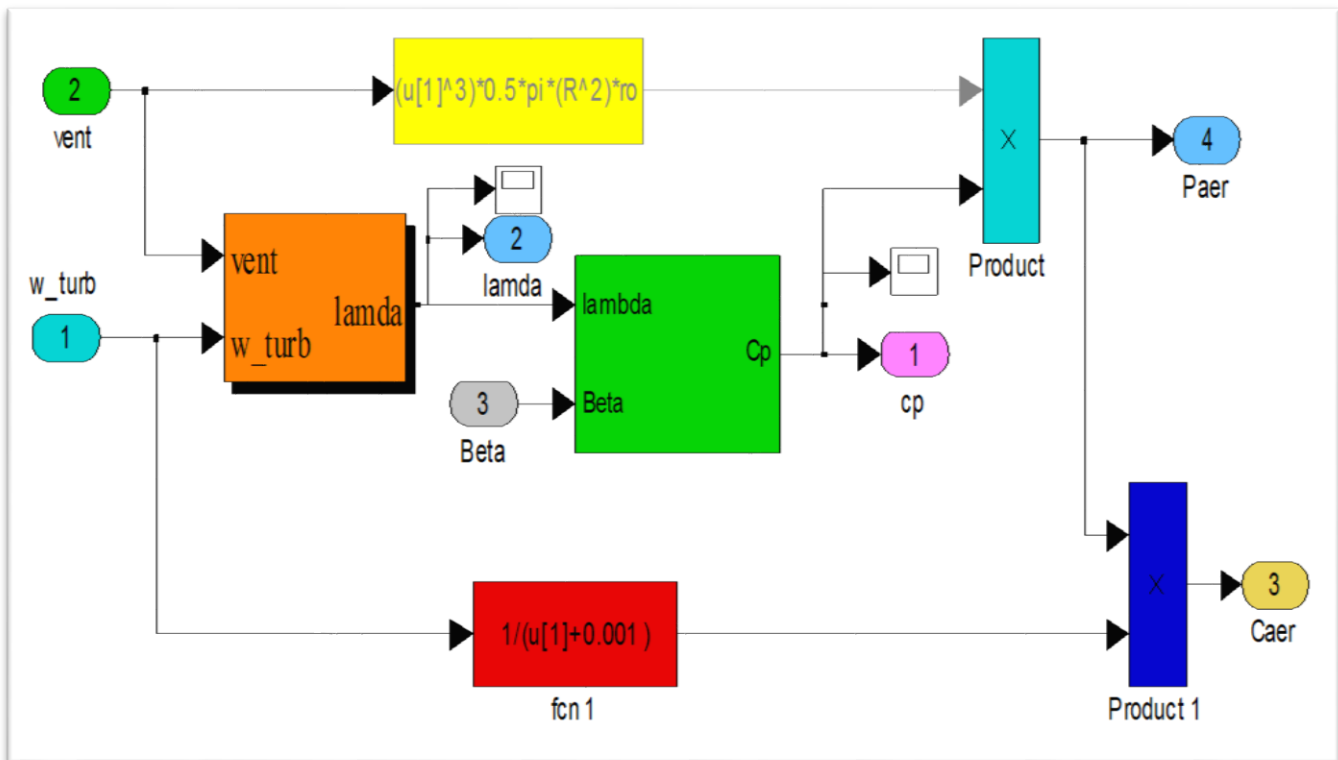 2
vent
(u[1]^3)*0.5*pi*(R^2)*ro
X
Product
4
Paer
w_turb
1
vent
w_turb
lamda
2
lamda
lambda
Beta
Cp
3
Beta
1
cp
1/(u[1]+0.001 )
fcn 1
X
Product 1
3
Caer